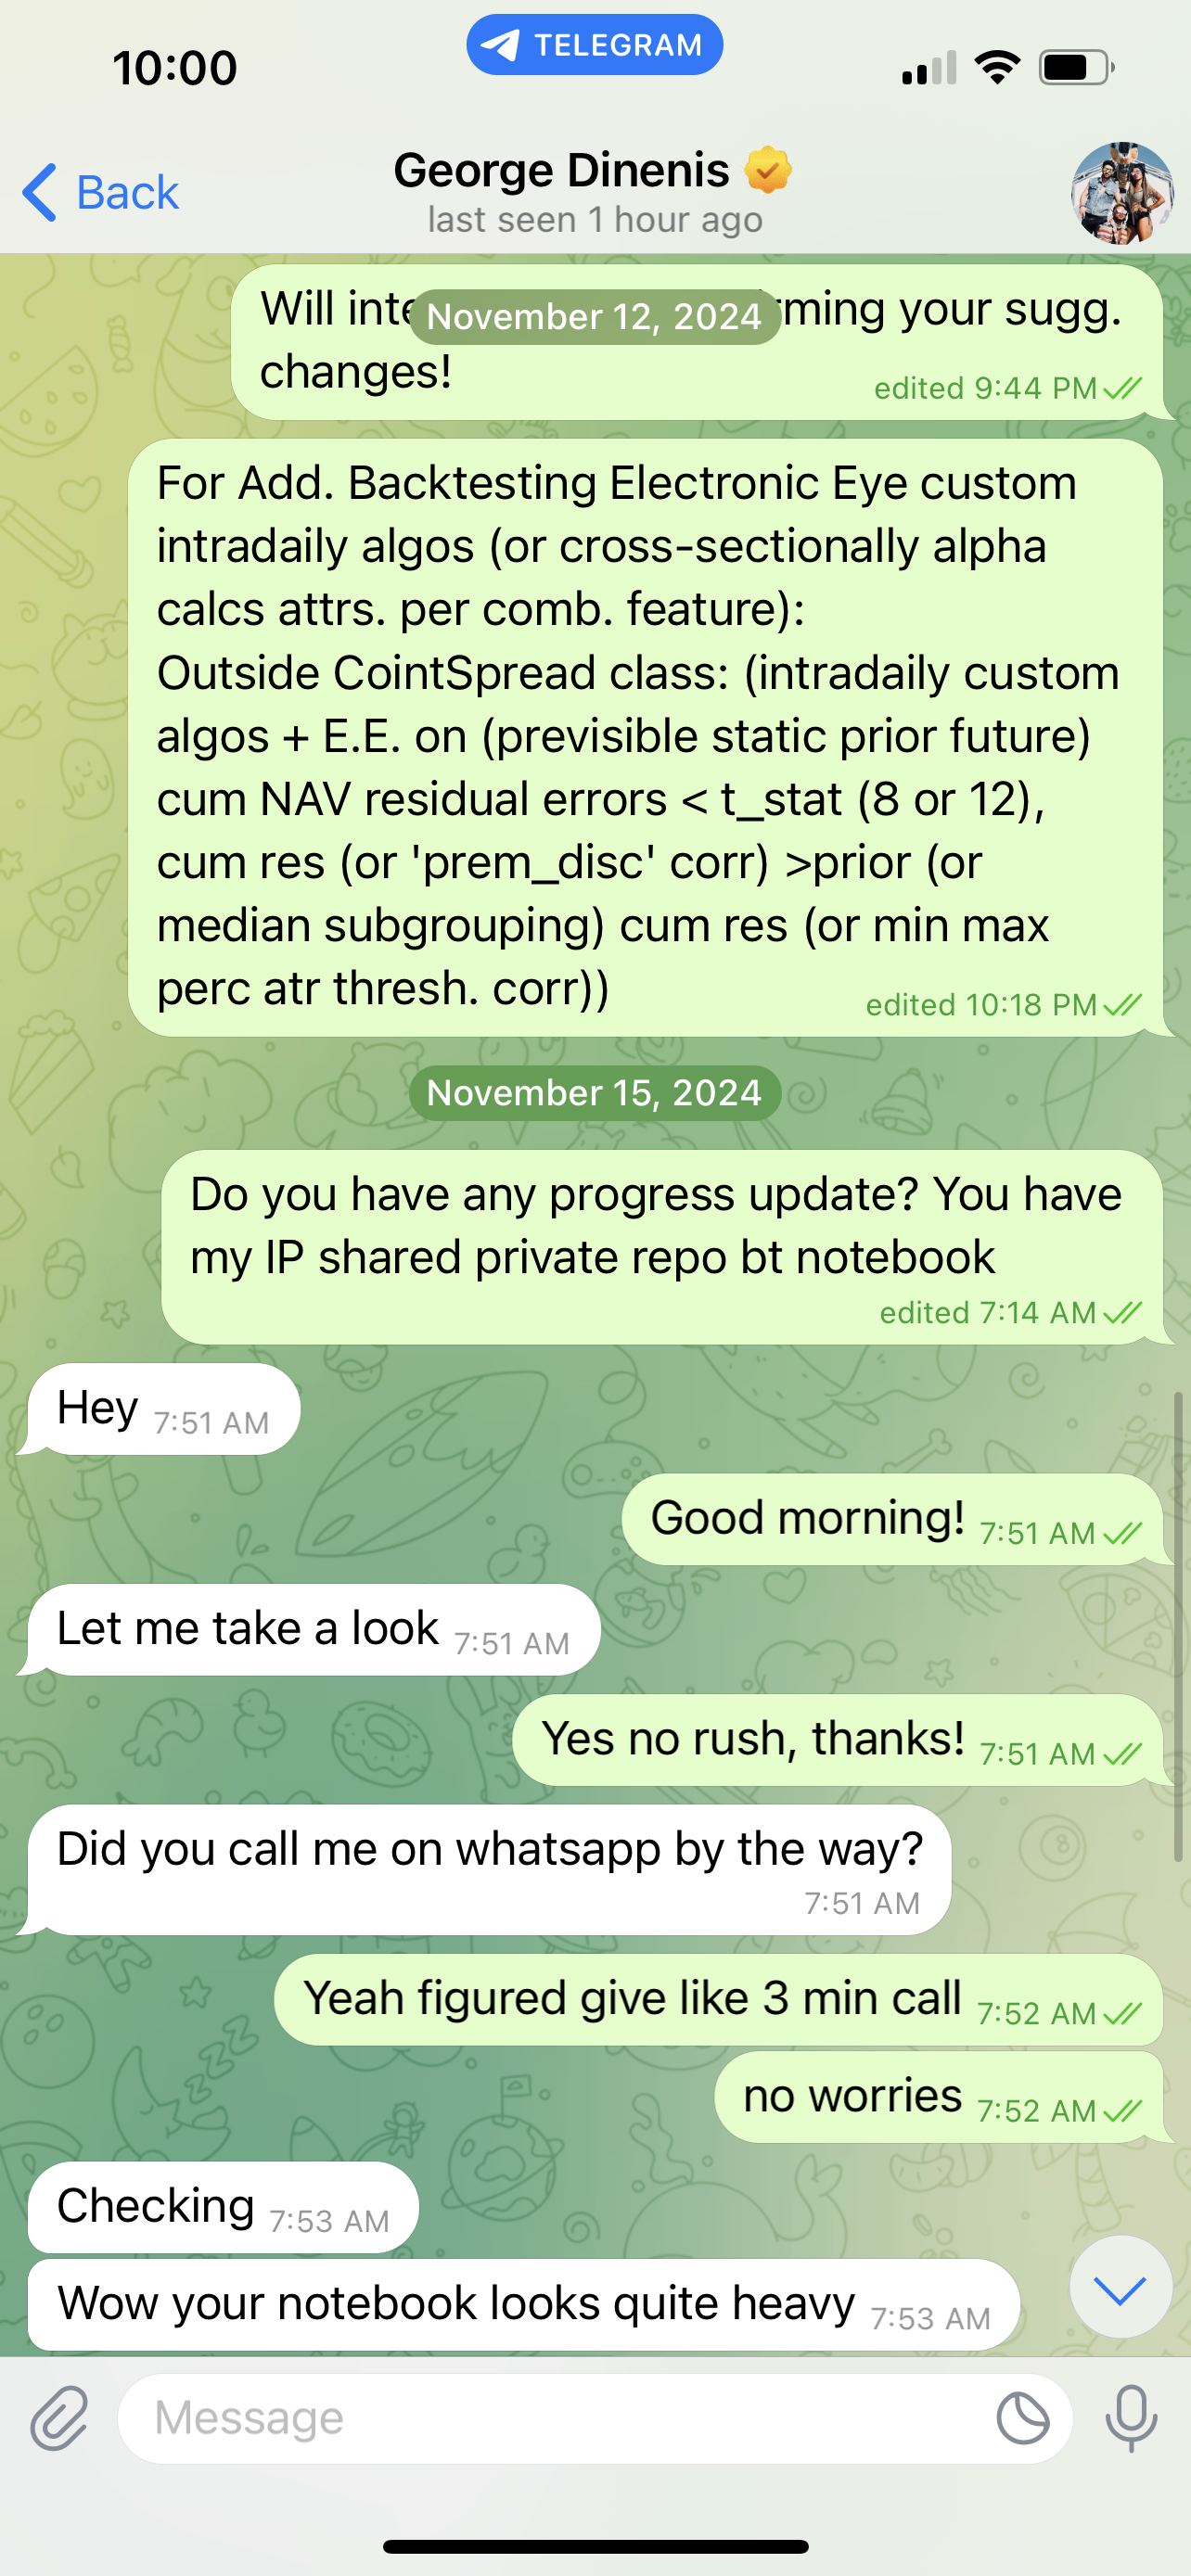 10:00
TELEGRAM
Back
George Dinenis
last seen 1 hour ago
November 12, 2024
Will your sugg.
changes!
edited 9:44 PM
For Add. Backtesting Electronic Eye custom
intradaily algos (or cross-sectionally alpha
calcs attrs. per comb. feature):
Outside CointSpread class: (intradaily custom
algos + E.E. on (previsible static prior future)
cum NAV residual errors < t_stat (8 or 12),
cum res (or 'prem_disc' corr) >prior (or
median subgrouping) cum res (or min max
perc atr thresh. corr))
edited 10:18 PM
November 15, 2024
Do you have any progress update? You have
my IP shared private repo bt notebook
edited 7:14 AM
Hey 7:51 AM
Good morning! 7:51 AM
Let me take a look 7:51 AM
Yes no rush, thanks! 7:51 AM
Did you call me on whatsapp by the way?
7:51 AM
Yeah figured give like 3 min call 7:52 AM
no worries 7:52 AM
Checking 7:53 AM
Wow your notebook looks quite heavy 7:53 AM
Message